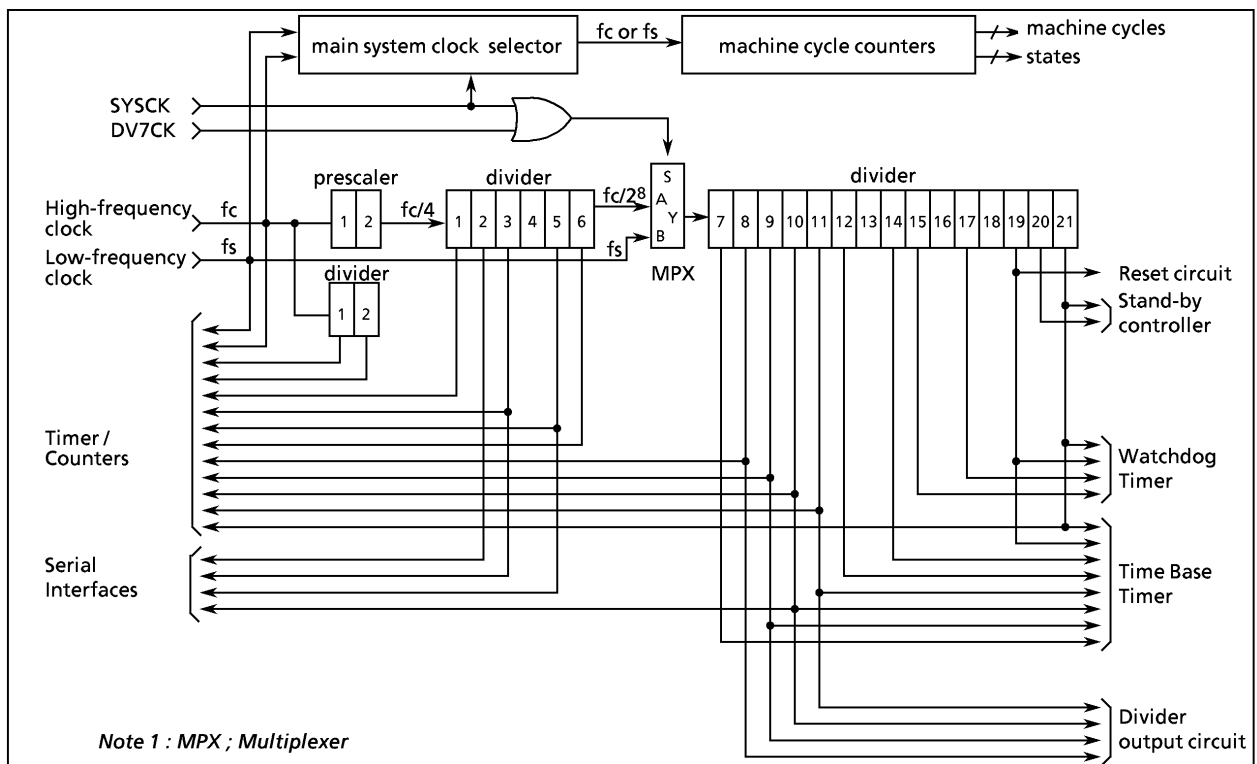 main system clock selector
fc or fs
machine cycle counters
machine cycles
states
SYSCK
DV7CK
prescaler
divider
divider
S
A
Y
B
High-frequency
clock
fc
1 2
fc/4
1 2 3 4 5 6
fc/2⁸
7 8 9 10 11 12 13 14 15 16 17 18 19 20 21
Low-frequency
clock
fs
fs
MPX
divider
1 2
Reset circuit
Stand-by
controller
Timer /
Counters
Watchdog
Timer
Serial
Interfaces
Time Base
Timer
Divider
output circuit
Note 1 : MPX ; Multiplexer